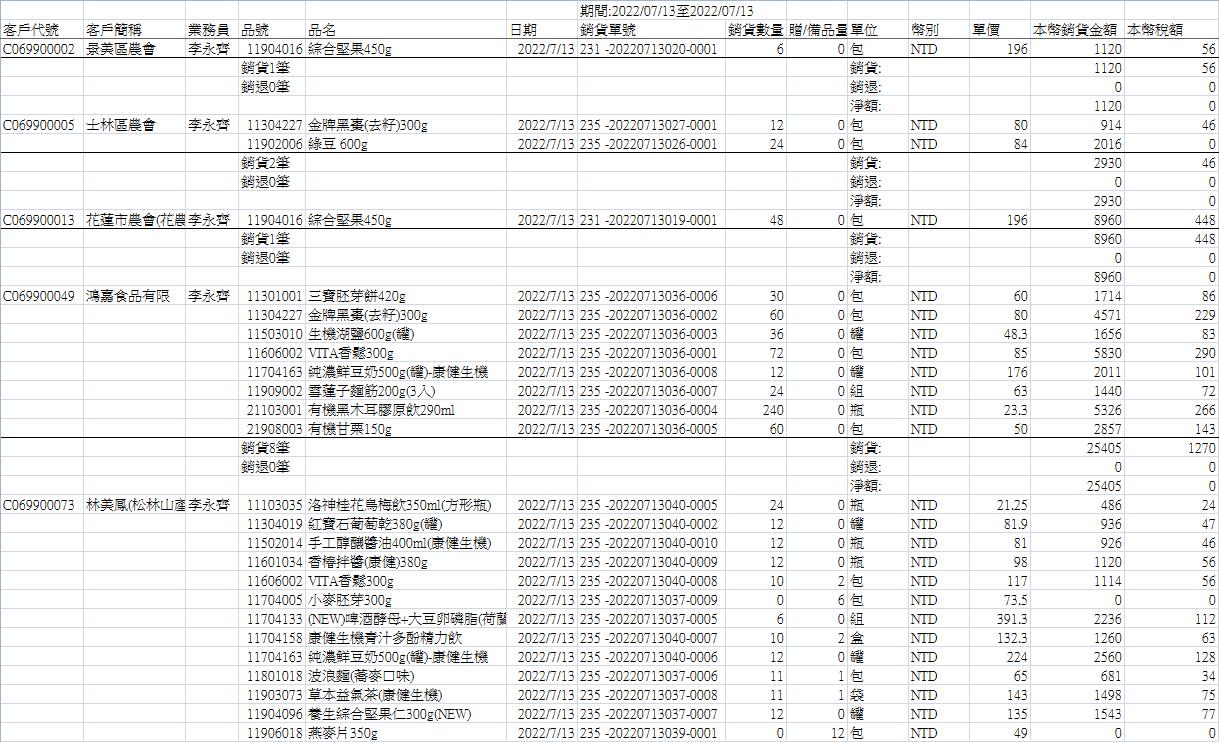 期間:2022/07/13至2022/07/13
客戶代號 客戶簡稱 業務員 品號 品名 日期 銷貨單號 銷貨數量 贈/備品量 單位 幣別 單價 本幣銷貨金額 本幣稅額
C069900002 景美區農會 李永齊 11904016 綜合堅果450g 2022/7/13 231 -20220713020-0001 6 0 包 NTD 196 1120 56
銷貨1筆 銷貨: 1120 56
銷退0筆 銷退: 0 0
淨額: 1120 0
C069900005 士林區農會 李永齊 11304227 金牌黑棗(去籽)300g 2022/7/13 235 -20220713027-0001 12 0 包 NTD 80 914 46
11902006 綠豆 600g 2022/7/13 235 -20220713026-0001 24 0 包 NTD 84 2016 0
銷貨2筆 銷貨: 2930 46
銷退0筆 銷退: 0 0
淨額: 2930 0
C069900013 花蓮市農會(花農 李永齊 11904016 綜合堅果450g 2022/7/13 231 -20220713019-0001 48 0 包 NTD 196 8960 448
銷貨1筆 銷貨: 8960 448
銷退0筆 銷退: 0 0
淨額: 8960 0
C069900049 鴻嘉食品有限 李永齊 11301001 三寶胚芽餅420g 2022/7/13 235 -20220713036-0006 30 0 包 NTD 60 1714 86
11304227 金牌黑棗(去籽)300g 2022/7/13 235 -20220713036-0002 60 0 包 NTD 80 4571 229
11503010 生機湖鹽600g(罐) 2022/7/13 235 -20220713036-0003 36 0 罐 NTD 48.3 1656 83
11606002 VITA香鬆300g 2022/7/13 235 -20220713036-0001 72 0 包 NTD 85 5830 290
11704163 純濃鮮豆奶500g(罐)-康健生機 2022/7/13 235 -20220713036-0008 12 0 罐 NTD 176 2011 101
11909002 雪蓮子麵筋200g(3入) 2022/7/13 235 -20220713036-0007 24 0 組 NTD 63 1440 72
21103001 有機黑木耳膠原飲290ml 2022/7/13 235 -20220713036-0004 240 0 瓶 NTD 23.3 5326 266
21908003 有機甘栗150g 2022/7/13 235 -20220713036-0005 60 0 包 NTD 50 2857 143
銷貨8筆 銷貨: 25405 1270
銷退0筆 銷退: 0 0
淨額: 25405 0
C069900073 林美鳳(松林山產 李永齊 11103035 洛神桂花烏梅飲350ml(方形瓶) 2022/7/13 235 -20220713040-0005 24 0 瓶 NTD 21.25 486 24
11304019 紅寶石葡萄乾380g(罐) 2022/7/13 235 -20220713040-0002 12 0 罐 NTD 81.9 936 47
11502014 手工醇釀醬油400ml(康健生機) 2022/7/13 235 -20220713040-0010 12 0 瓶 NTD 81 926 46
11601034 香椿拌醬(康健)380g 2022/7/13 235 -20220713040-0009 12 0 瓶 NTD 98 1120 56
11606002 VITA香鬆300g 2022/7/13 235 -20220713040-0008 10 2 包 NTD 117 1114 56
11704005 小麥胚芽300g 2022/7/13 235 -20220713037-0009 0 6 包 NTD 73.5 0 0
11704133 (NEW)啤酒酵母+大豆卵磷脂(荷蘭 2022/7/13 235 -20220713037-0005 6 0 組 NTD 391.3 2236 112
11704158 康健生機青汁多酚精力飲 2022/7/13 235 -20220713040-0007 10 2 盒 NTD 132.3 1260 63
11704163 純濃鮮豆奶500g(罐)-康健生機 2022/7/13 235 -20220713040-0006 12 0 罐 NTD 224 2560 128
11801018 波浪麵(蕎麥口味) 2022/7/13 235 -20220713037-0006 11 1 包 NTD 65 681 34
11903073 草本益氣茶(康健生機) 2022/7/13 235 -20220713037-0008 11 1 袋 NTD 143 1498 75
11904096 養生綜合堅果仁300g(NEW) 2022/7/13 235 -20220713037-0007 12 0 罐 NTD 135 1543 77
11906018 燕麥片350g 2022/7/13 235 -20220713039-0001 0 12 包 NTD 49 0 0